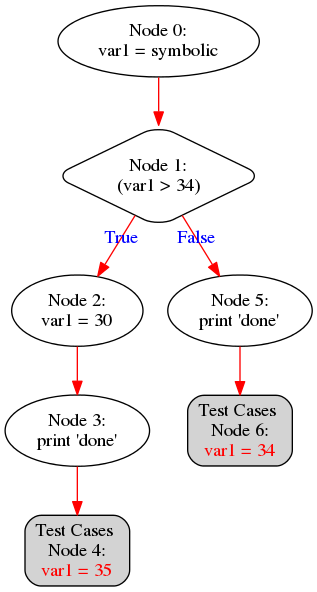 Node 0:
var1 = symbolic
Node 1:
(var1 > 34)
True
False
Node 2:
var1 = 30
Node 5:
print 'done'
Node 3:
print 'done'
Test Cases
Node 6:
var1 = 34
Test Cases
Node 4:
var1 = 35